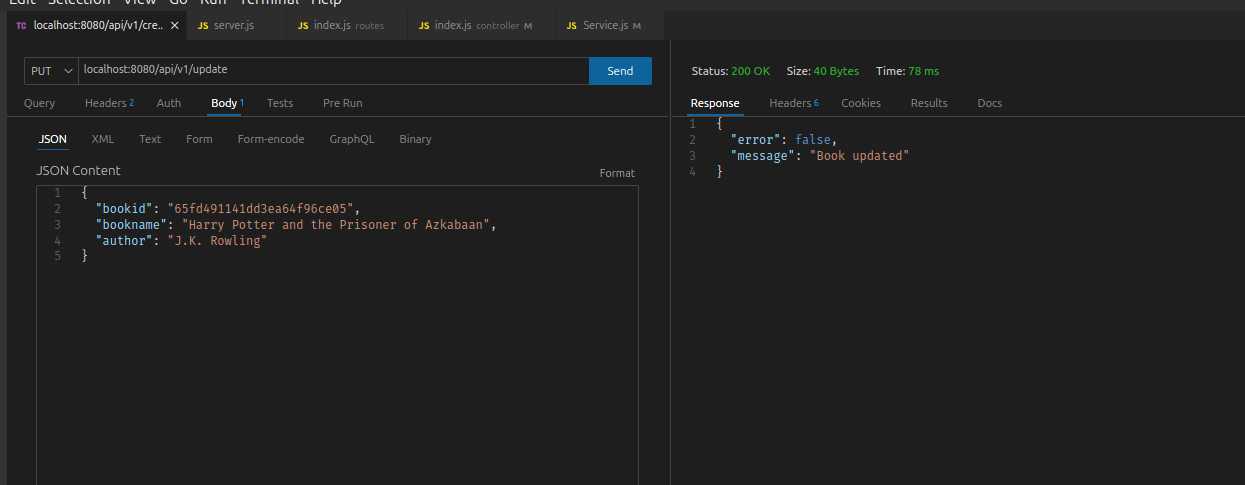 Edit Selection View Go Run Terminal Help
TC localhost:8080/api/v1/cre.. × JS server.js JS index.js routes JS index.js controller M JS Service.js M
PUT localhost:8080/api/v1/update Send
Query Headers 2 Auth Body 1 Tests Pre Run
JSON XML Text Form Form-encode GraphQL Binary
JSON Content Format
1 {
2 "bookid": "65fd491141dd3ea64f96ce05",
3 "bookname": "Harry Potter and the Prisoner of Azkabaan",
4 "author": "J.K. Rowling"
5 }
Status: 200 OK Size: 40 Bytes Time: 78 ms
Response Headers 6 Cookies Results Docs
1 {
2 "error": false,
3 "message": "Book updated"
4 }